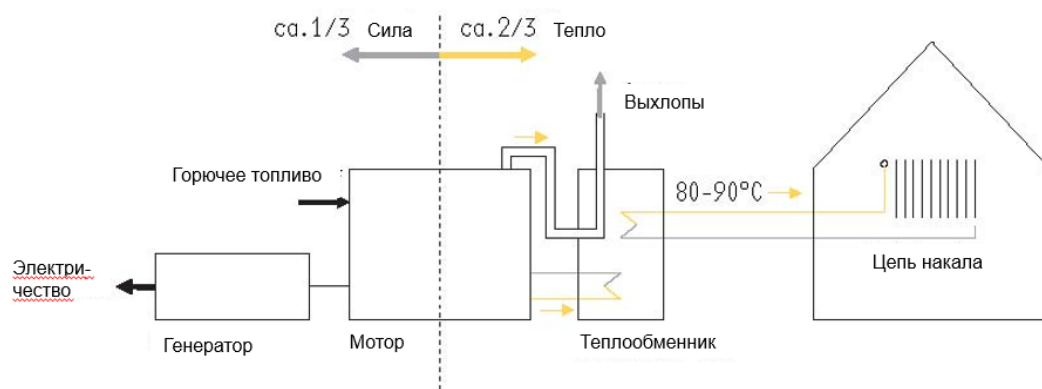 ca.1/3 Сила ca.2/3 Тепло
Выхлопы
Горючее топливо
80-90°C
Электри-
чество
Цепь накала
Генератор
Мотор
Теплообменник